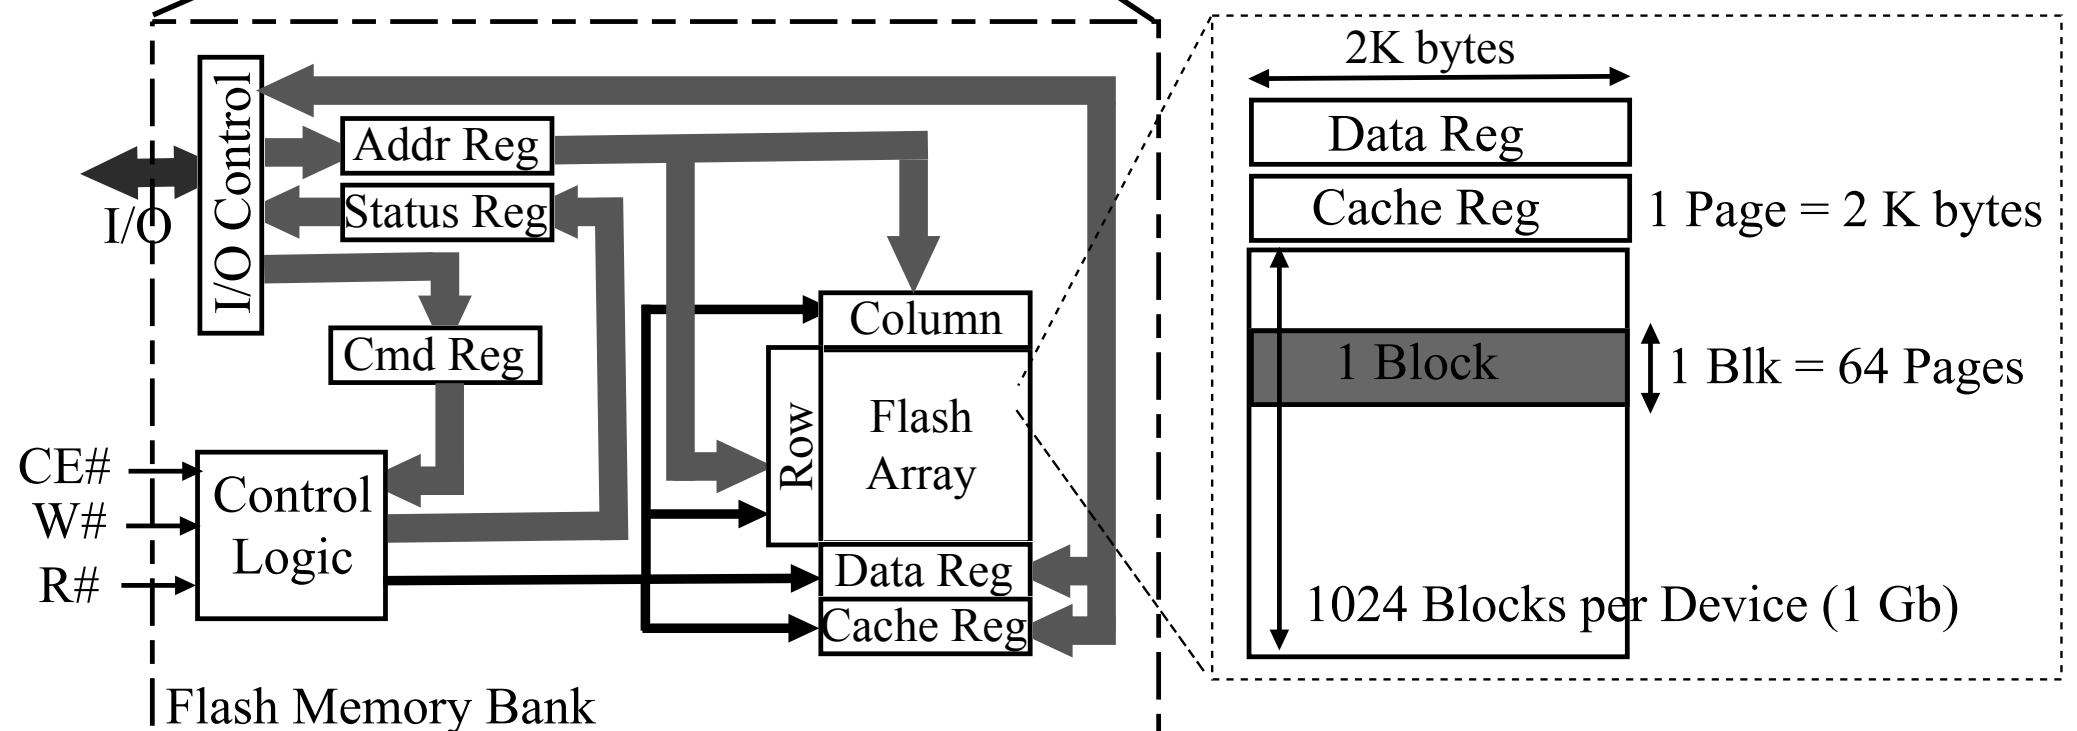 I/O
I/O Control
Addr Reg
Status Reg
Cmd Reg
CE#
W#
R#
Control
Logic
Column
Row
Flash
Array
Data Reg
Cache Reg
Flash Memory Bank
2K bytes
Data Reg
Cache Reg
1 Page = 2 K bytes
1 Block
1 Blk = 64 Pages
1024 Blocks per Device (1 Gb)